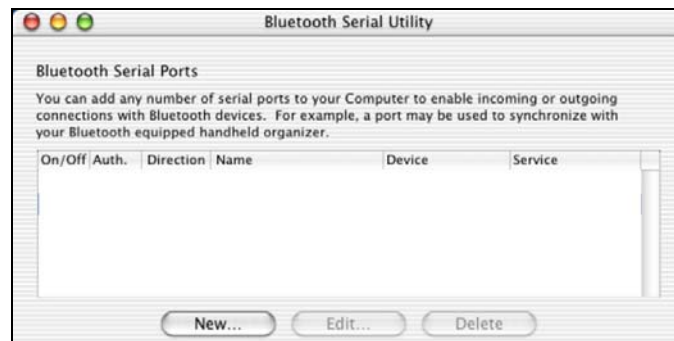 Bluetooth Serial Utility
Bluetooth Serial Ports
You can add any number of serial ports to your Computer to enable incoming or outgoing
connections with Bluetooth devices. For example, a port may be used to synchronize with
your Bluetooth equipped handheld organizer.
On/Off Auth. Direction Name Device Service
New... Edit... Delete